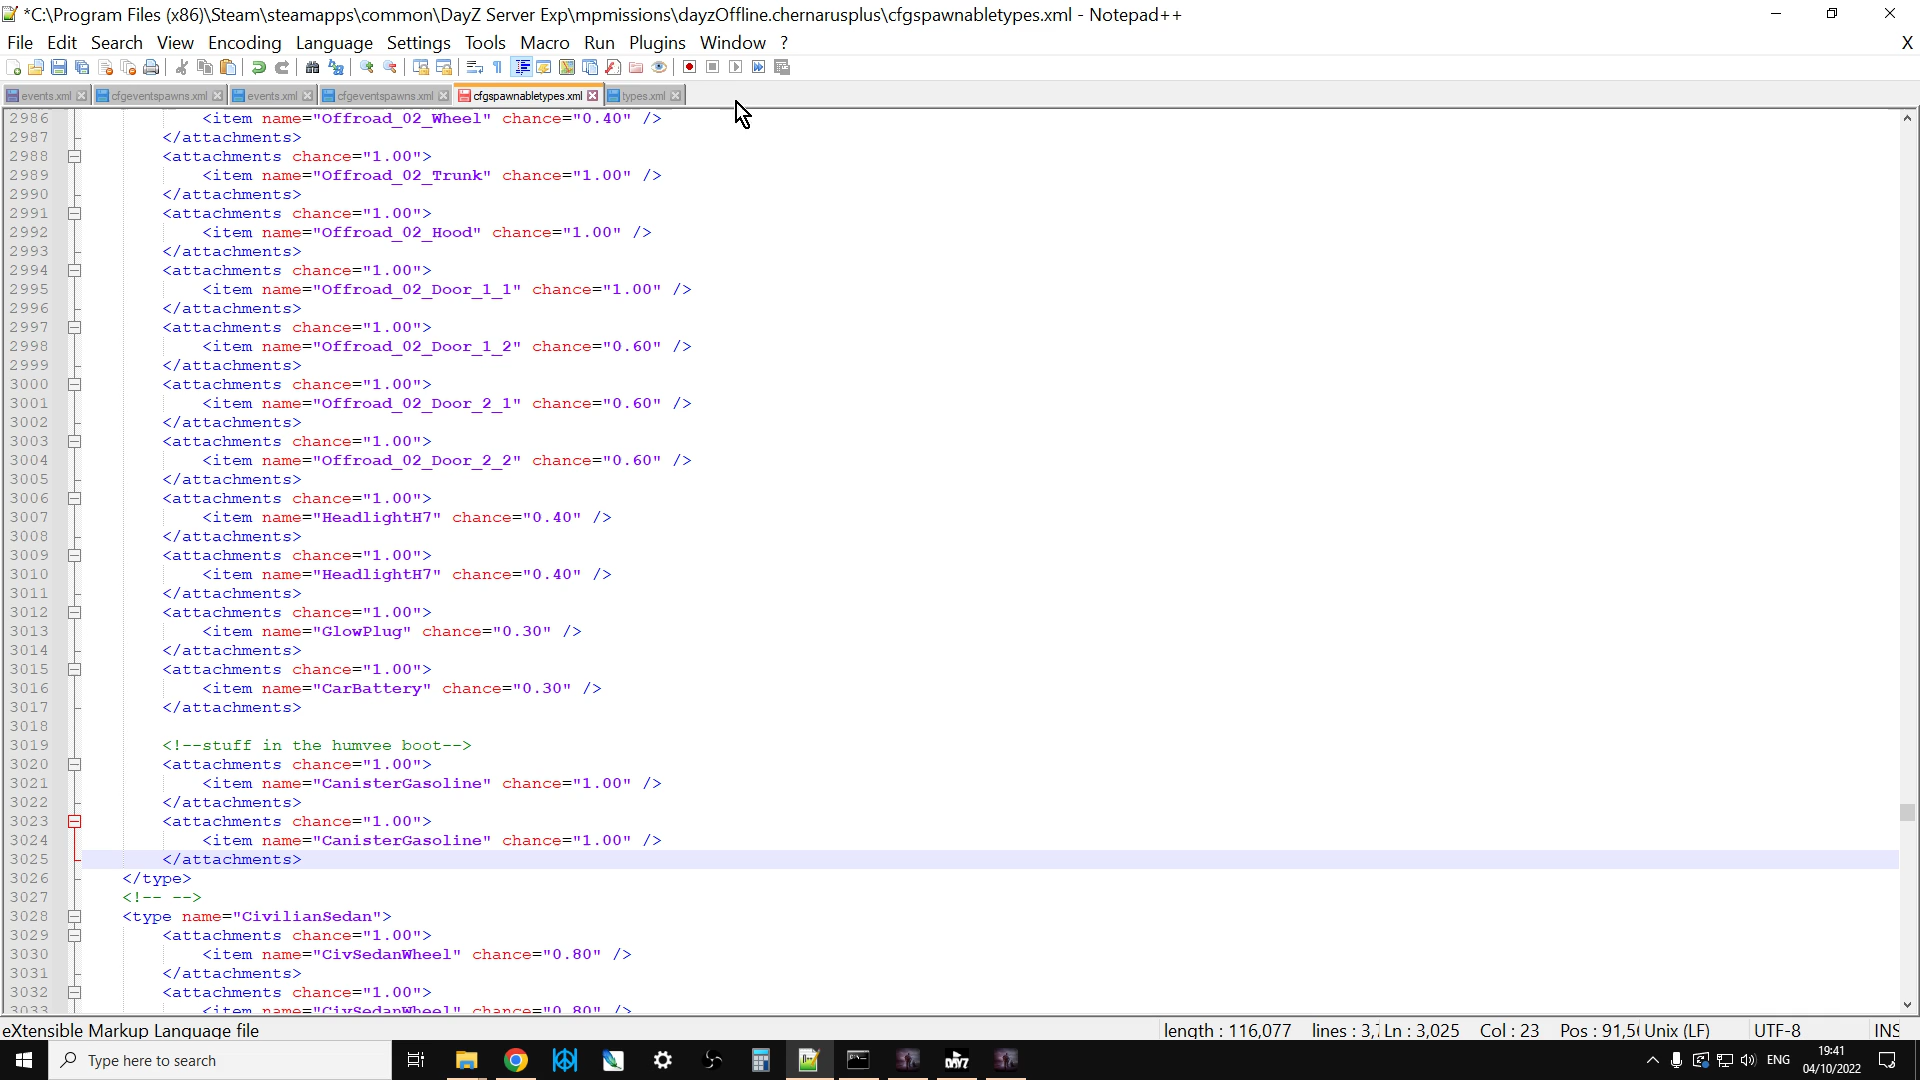 *C:\Program Files (x86)\Steam\steamapps\common\DayZ Server Exp\mpmissions\dayzOffline.chernarusplus\cfgspawnabletypes.xml - Notepad++
File Edit Search View Encoding Language Settings Tools Macro Run Plugins Window ? X
events.xml cfgeventspawns.xml events.xml cfgeventspawns.xml cfgspawnabletypes.xml types.xml
2986 <item name="Offroad_02_Wheel" chance="0.40" />
2987 </attachments>
2988 <attachments chance="1.00">
2989 <item name="Offroad_02_Trunk" chance="1.00" />
2990 </attachments>
2991 <attachments chance="1.00">
2992 <item name="Offroad_02_Hood" chance="1.00" />
2993 </attachments>
2994 <attachments chance="1.00">
2995 <item name="Offroad_02_Door_1_1" chance="1.00" />
2996 </attachments>
2997 <attachments chance="1.00">
2998 <item name="Offroad_02_Door_1_2" chance="0.60" />
2999 </attachments>
3000 <attachments chance="1.00">
3001 <item name="Offroad_02_Door_2_1" chance="0.60" />
3002 </attachments>
3003 <attachments chance="1.00">
3004 <item name="Offroad_02_Door_2_2" chance="0.60" />
3005 </attachments>
3006 <attachments chance="1.00">
3007 <item name="HeadlightH7" chance="0.40" />
3008 </attachments>
3009 <attachments chance="1.00">
3010 <item name="HeadlightH7" chance="0.40" />
3011 </attachments>
3012 <attachments chance="1.00">
3013 <item name="GlowPlug" chance="0.30" />
3014 </attachments>
3015 <attachments chance="1.00">
3016 <item name="CarBattery" chance="0.30" />
3017 </attachments>
3018
3019 <!--stuff in the humvee boot-->
3020 <attachments chance="1.00">
3021 <item name="CanisterGasoline" chance="1.00" />
3022 </attachments>
3023 <attachments chance="1.00">
3024 <item name="CanisterGasoline" chance="1.00" />
3025 </attachments>
3026 </type>
3027 <!-- -->
3028 <type name="CivilianSedan">
3029 <attachments chance="1.00">
3030 <item name="CivSedanWheel" chance="0.80" />
3031 </attachments>
3032 <attachments chance="1.00">
3033 <item name="CivSedanWheel" chance="0.80" />
eXtensible Markup Language file length : 116,077 lines : 3, Ln : 3,025 Col : 23 Pos : 91,5 Unix (LF) UTF-8 INS
Type here to search DAYZ ENG 19:41
04/10/2022